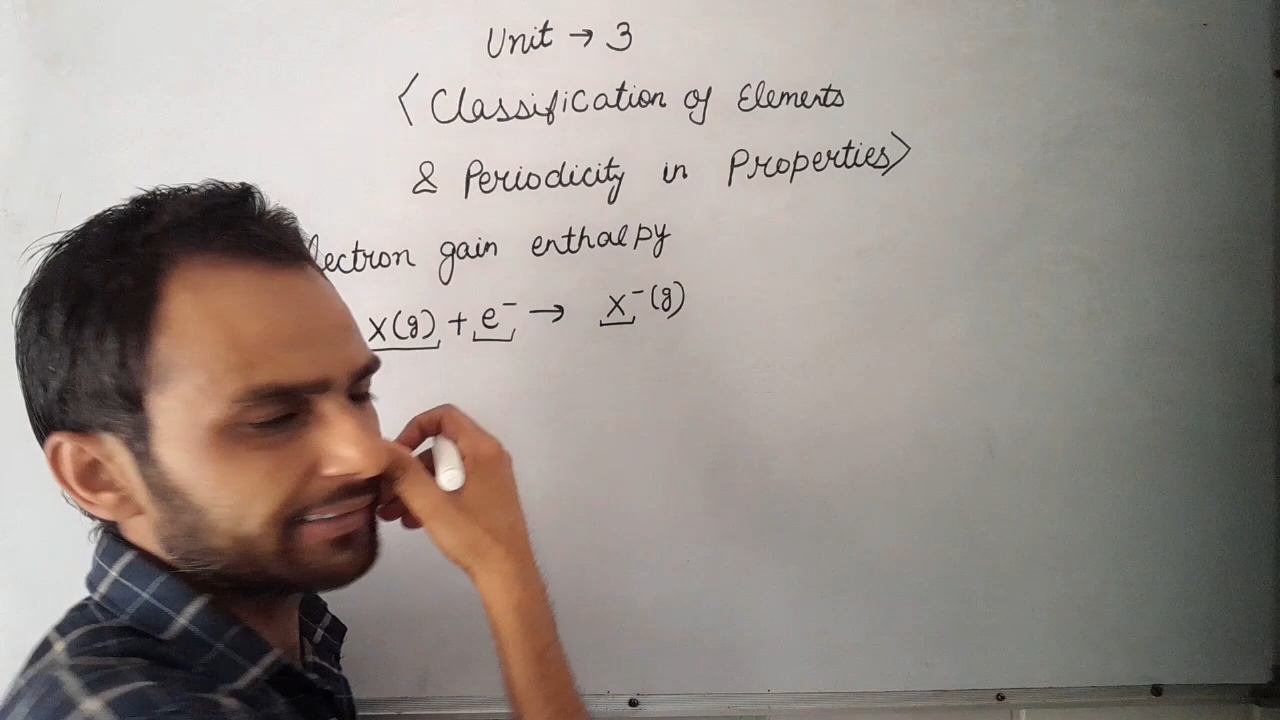 Unit → 3
< Classification of Elements
& Periodicity in Properties>
lectron gain enthalpy
X(g) + e⁻ → X⁻(g)